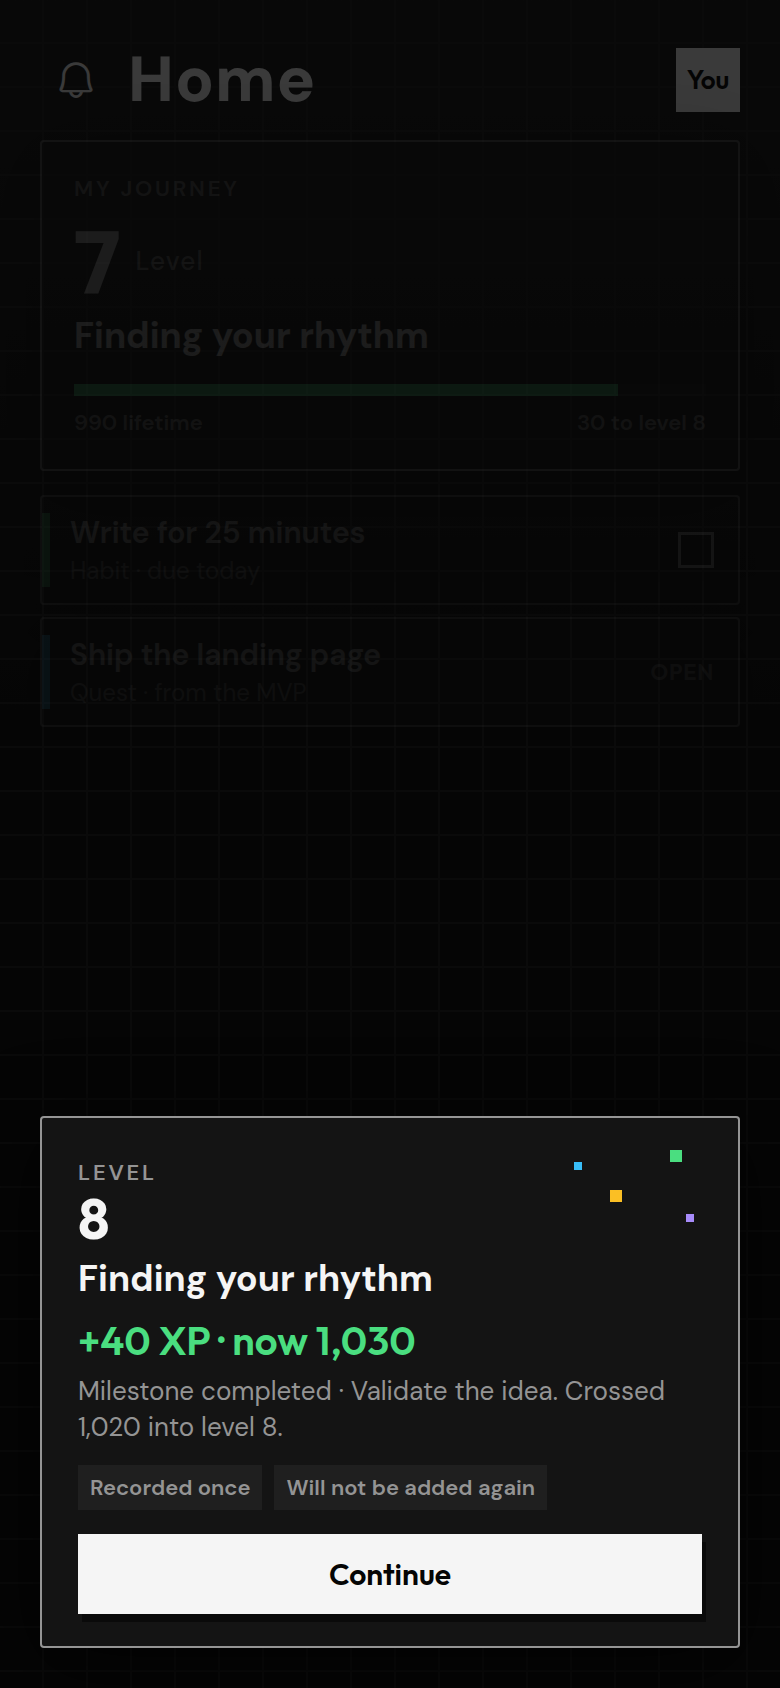 Home
You
MY JOURNEY
7 Level
Finding your rhythm
990 lifetime
30 to level 8
Write for 25 minutes
Habit · due today
Ship the landing page
Quest · from the MVP
OPEN
LEVEL
8
Finding your rhythm
+40 XP · now 1,030
Milestone completed · Validate the idea. Crossed
1,020 into level 8.
Recorded once
Will not be added again
Continue